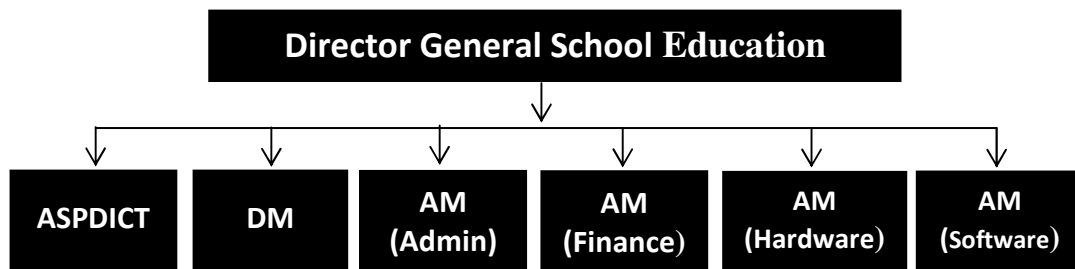 Director General School Education
ASPDICT
DM
AM
(Admin)
AM
(Finance)
AM
(Hardware)
AM
(Software)